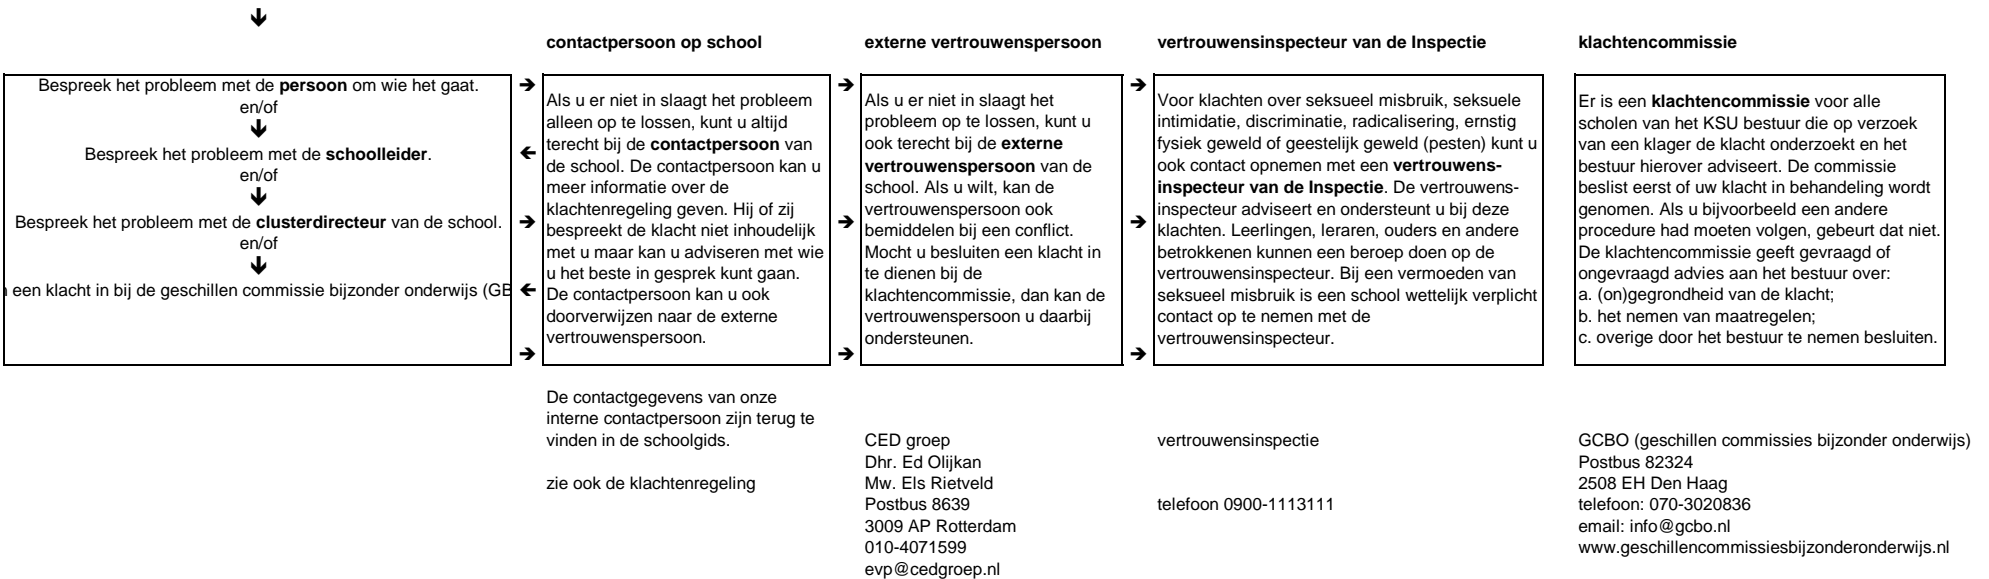 contactpersoon op school
externe vertrouwenspersoon
vertrouwensinspecteur van de Inspectie
klachtencommissie
Bespreek het probleem met de persoon om wie het gaat.
en/of
Bespreek het probleem met de schoolleider.
en/of
Bespreek het probleem met de clusterdirecteur van de school.
en/of
een klacht in bij de geschillen commissie bijzonder onderwijs (GB
Als u er niet in slaagt het probleem
alleen op te lossen, kunt u altijd
terecht bij de contactpersoon van
de school. De contactpersoon kan u
meer informatie over de
klachtenregeling geven. Hij of zij
bespreekt de klacht niet inhoudelijk
met u maar kan u adviseren met wie
u het beste in gesprek kunt gaan.
De contactpersoon kan u ook
doorverwijzen naar de externe
vertrouwenspersoon.
Als u er niet in slaagt het
probleem op te lossen, kunt u
ook terecht bij de externe
vertrouwenspersoon van de
school. Als u wilt, kan de
vertrouwenspersoon ook
bemiddelen bij een conflict.
Mocht u besluiten een klacht in
te dienen bij de
klachtencommissie, dan kan de
vertrouwenspersoon u daarbij
ondersteunen.
Voor klachten over seksueel misbruik, seksuele
intimidatie, discriminatie, radicalisering, ernstig
fysiek geweld of geestelijk geweld (pesten) kunt u
ook contact opnemen met een vertrouwens-
inspecteur van de Inspectie. De vertrouwens-
inspecteur adviseert en ondersteunt u bij deze
klachten. Leerlingen, leraren, ouders en andere
betrokkenen kunnen een beroep doen op de
vertrouwensinspecteur. Bij een vermoeden van
seksueel misbruik is een school wettelijk verplicht
contact op te nemen met de
vertrouwensinspecteur.
Er is een klachtencommissie voor alle
scholen van het KSU bestuur die op verzoek
van een klager de klacht onderzoekt en het
bestuur hierover adviseert. De commissie
beslist eerst of uw klacht in behandeling wordt
genomen. Als u bijvoorbeeld een andere
procedure had moeten volgen, gebeurt dat niet.
De klachtencommissie geeft gevraagd of
ongevraagd advies aan het bestuur over:
a. (on)gegrondheid van de klacht;
b. het nemen van maatregelen;
c. overige door het bestuur te nemen besluiten.
De contactgegevens van onze
interne contactpersoon zijn terug te
vinden in de schoolgids.
zie ook de klachtenregeling
CED groep
Dhr. Ed Olijkan
Mw. Els Rietveld
Postbus 8639
3009 AP Rotterdam
010-4071599
evp@cedgroep.nl
vertrouwensinspectie
telefoon 0900-1113111
GCBO (geschillen commissies bijzonder onderwijs)
Postbus 82324
2508 EH Den Haag
telefoon: 070-3020836
email: info@gcbo.nl
www.geschillencommissiesbijzonderonderwijs.nl